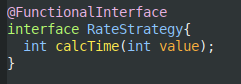 @FunctionalInterface
interface RateStrategy{
  int calcTime(int value);
}